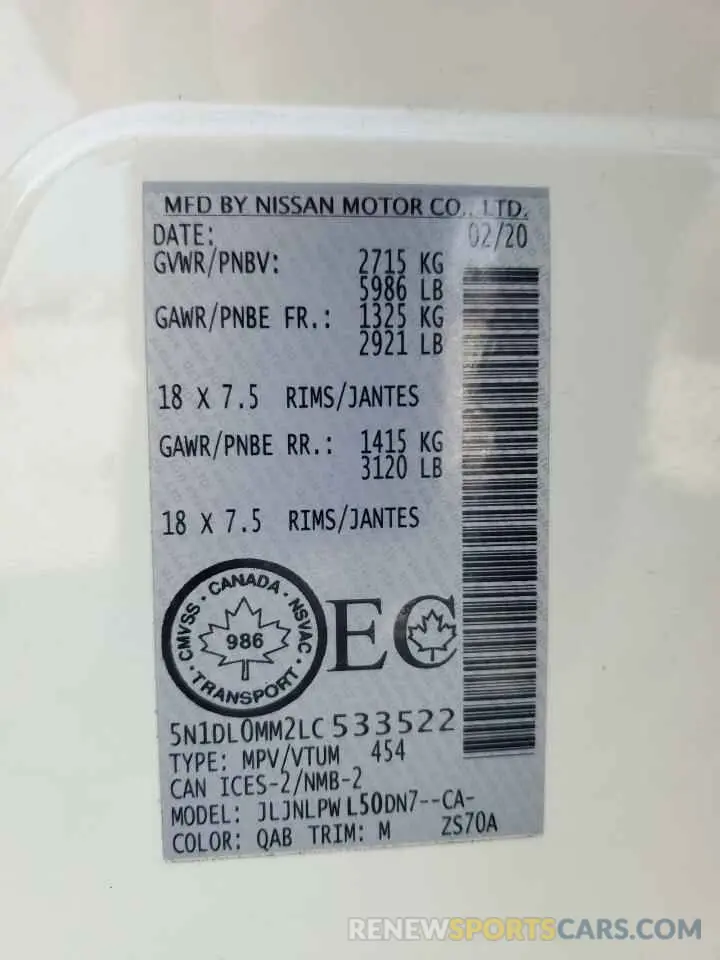 MFD BY NISSAN MOTOR CO., LTD.
DATE: 02/20
GVWR/PNBV: 2715 KG
5986 LB
GAWR/PNBE FR.: 1325 KG
2921 LB
18 X 7.5 RIMS/JANTES
GAWR/PNBE RR.: 1415 KG
3120 LB
18 X 7.5 RIMS/JANTES
CANADA · NSVAC · TRANSPORT · CMVSS ·
986
EC
5N1DL0MM2LC533522
TYPE: MPV/VTUM 454
CAN ICES-2/NMB-2
MODEL: JLJNLPW L50DN7--CA-
COLOR: QAB TRIM: M ZS70A
RENEWSPORTSCARS.COM